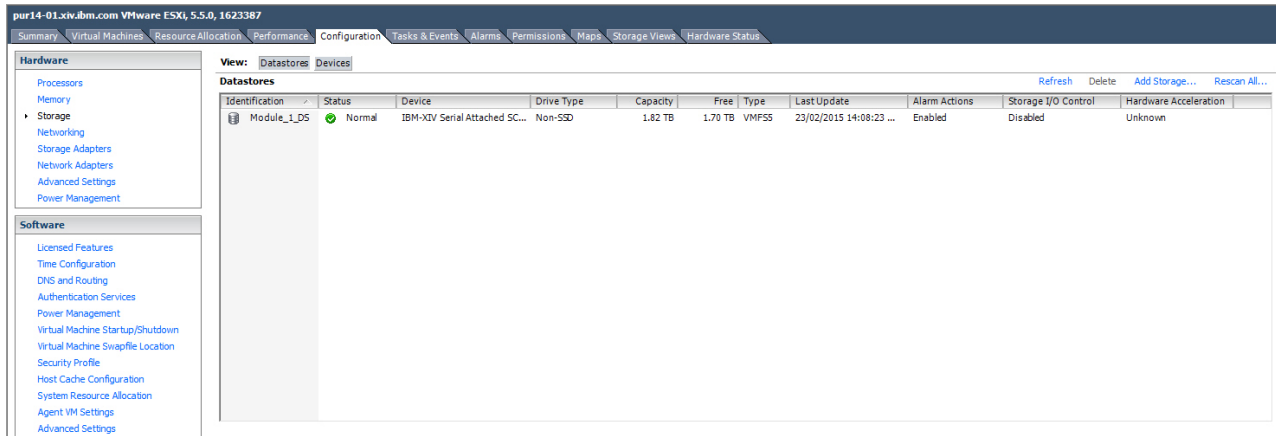 pur14-01.xiv.ibm.com VMware ESXi, 5.5.0, 1623387
Summary Virtual Machines Resource Allocation Performance Configuration Tasks & Events Alarms Permissions Maps Storage Views Hardware Status
Hardware
Processors
Memory
Storage
Networking
Storage Adapters
Network Adapters
Advanced Settings
Power Management
Software
Licensed Features
Time Configuration
DNS and Routing
Authentication Services
Power Management
Virtual Machine Startup/Shutdown
Virtual Machine Swapfile Location
Security Profile
Host Cache Configuration
System Resource Allocation
Agent VM Settings
Advanced Settings
View: Datastores Devices
Datastores Refresh Delete Add Storage... Rescan All...
Identification Status Device Drive Type Capacity Free Type Last Update Alarm Actions Storage I/O Control Hardware Acceleration
Module_1_DS Normal IBM-XIV Serial Attached SC... Non-SSD 1.82 TB 1.70 TB VMFS5 23/02/2015 14:08:23 ... Enabled Disabled Unknown